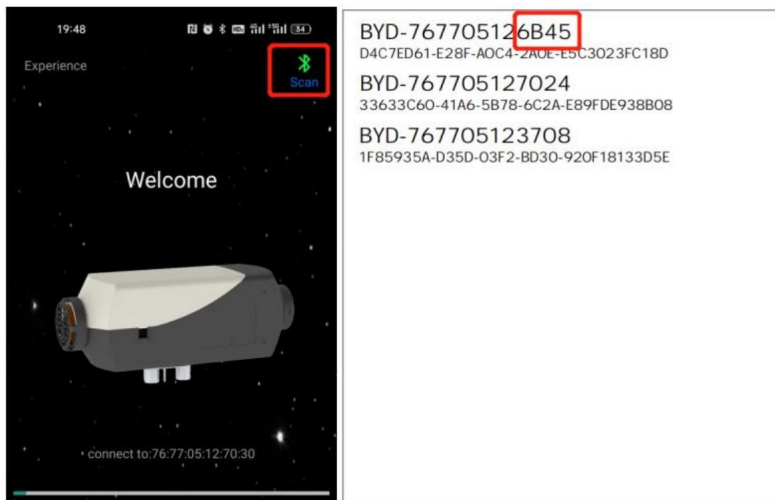 19:48
34
Experience
Scan
Welcome
connect to:76:77:05:12:70:30
BYD-767705126B45
D4C7ED61-E28F-A0C4-2A0E-E5C3023FC18D
BYD-767705127024
33633C60-41A6-5B78-6C2A-E89FDE938B08
BYD-767705123708
1F85935A-D35D-03F2-BD30-920F18133D5E